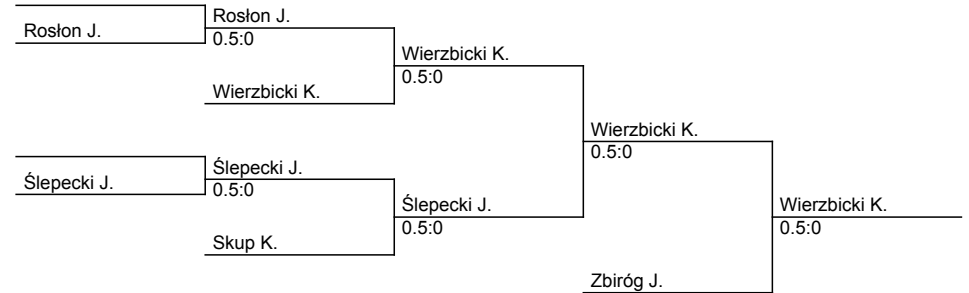 Rosłon J.
Rosłon J.
0.5:0
Wierzbicki K.
Wierzbicki K.
0.5:0
Ślepecki J.
Ślepecki J.
0.5:0
Skup K.
Ślepecki J.
0.5:0
Wierzbicki K.
0.5:0
Zbiróg J.
Wierzbicki K.
0.5:0